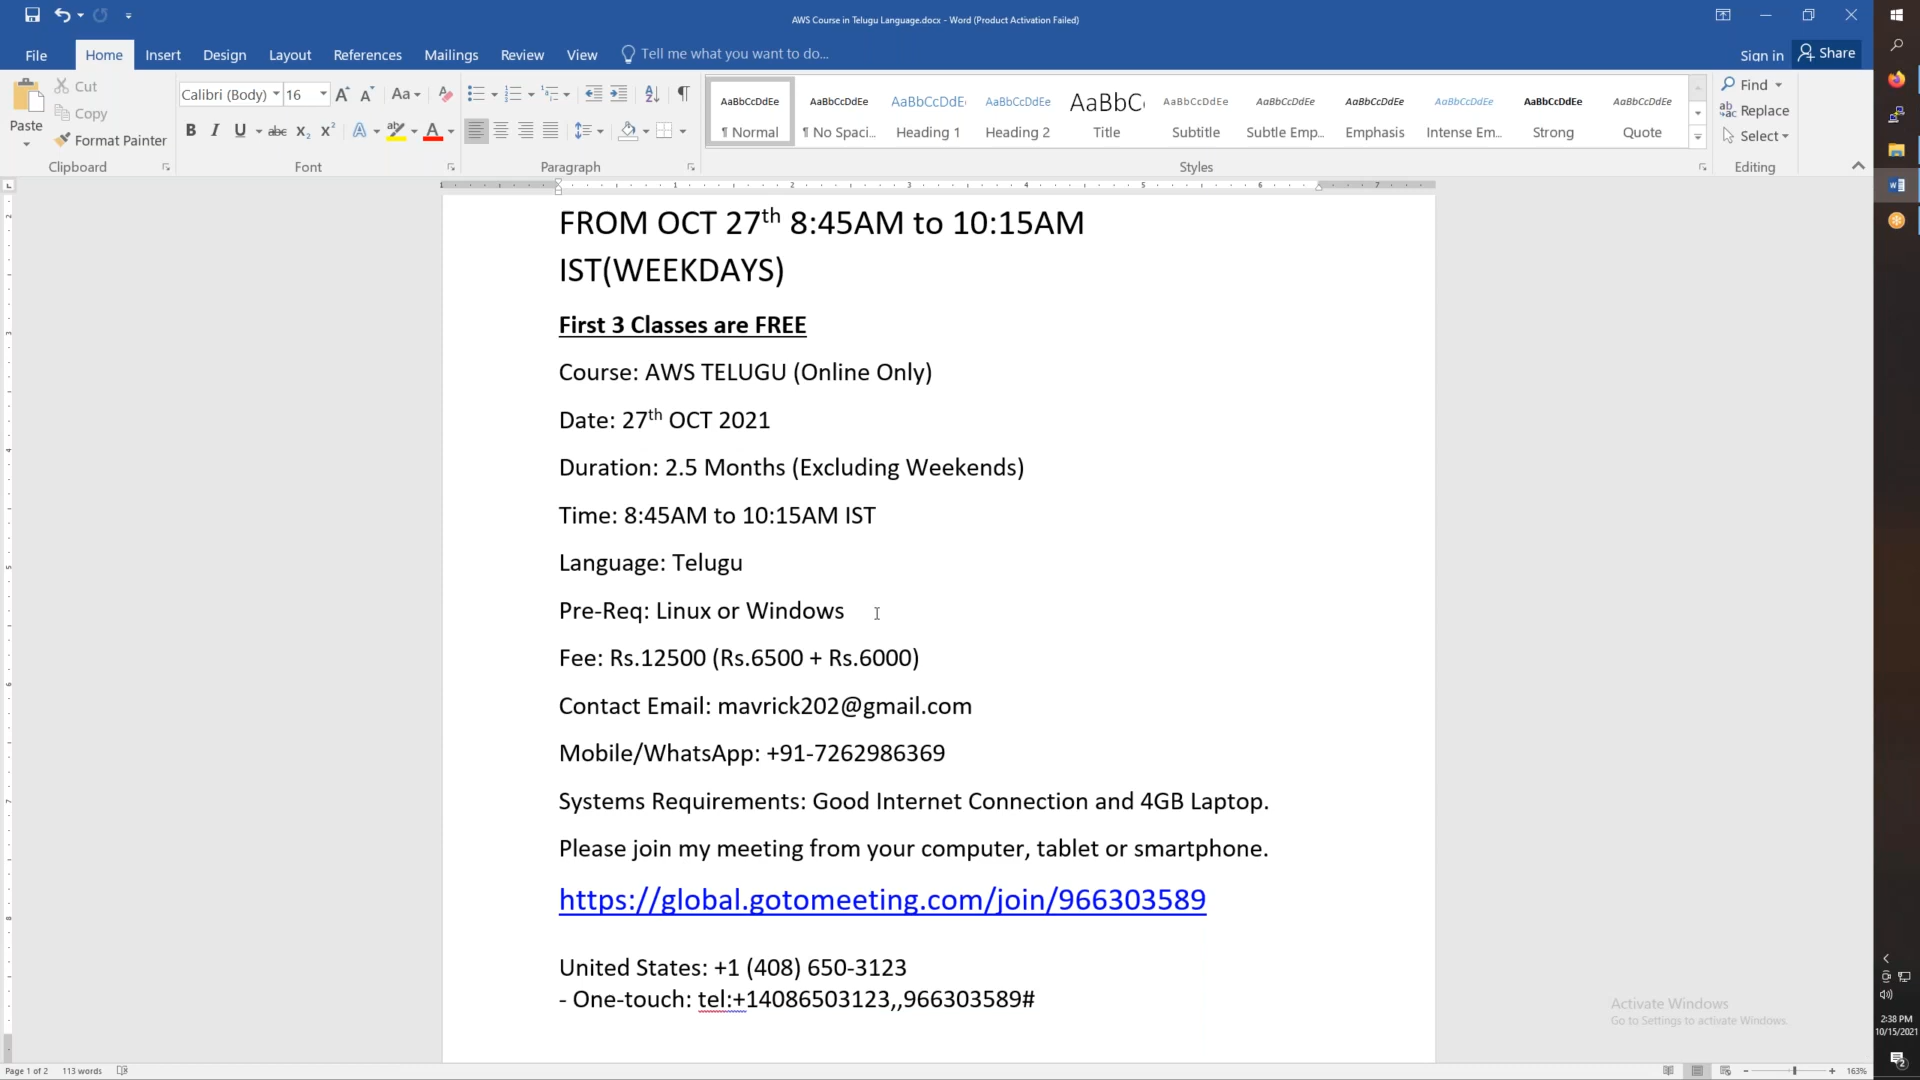 AWS Course in Telugu Language.docx - Word (Product Activation Failed)
File Home Insert Design Layout References Mailings Review View Tell me what you want to do...
Sign in Share
Paste
Cut
Copy
Format Painter
Clipboard
Calibri (Body) 16
Font
Paragraph
AaBbCcDdEe AaBbCcDdEe AaBbCcDdE AaBbCcDdEe AaBbC AaBbCcDdEe AaBbCcDdEe AaBbCcDdEe AaBbCcDdEe AaBbCcDdEe AaBbCcDdEe
¶ Normal ¶ No Spaci... Heading 1 Heading 2 Title Subtitle Subtle Emp... Emphasis Intense Em... Strong Quote
Styles
Find
Replace
Select
Editing
FROM OCT 27th 8:45AM to 10:15AM
IST(WEEKDAYS)
First 3 Classes are FREE
Course: AWS TELUGU (Online Only)
Date: 27th OCT 2021
Duration: 2.5 Months (Excluding Weekends)
Time: 8:45AM to 10:15AM IST
Language: Telugu
Pre-Req: Linux or Windows
Fee: Rs.12500 (Rs.6500 + Rs.6000)
Contact Email: mavrick202@gmail.com
Mobile/WhatsApp: +91-7262986369
Systems Requirements: Good Internet Connection and 4GB Laptop.
Please join my meeting from your computer, tablet or smartphone.
https://global.gotomeeting.com/join/966303589
United States: +1 (408) 650-3123
- One-touch: tel:+14086503123,,966303589#
Activate Windows
Go to Settings to activate Windows.
2:38 PM
10/15/2021
Page 1 of 2 113 words
163%